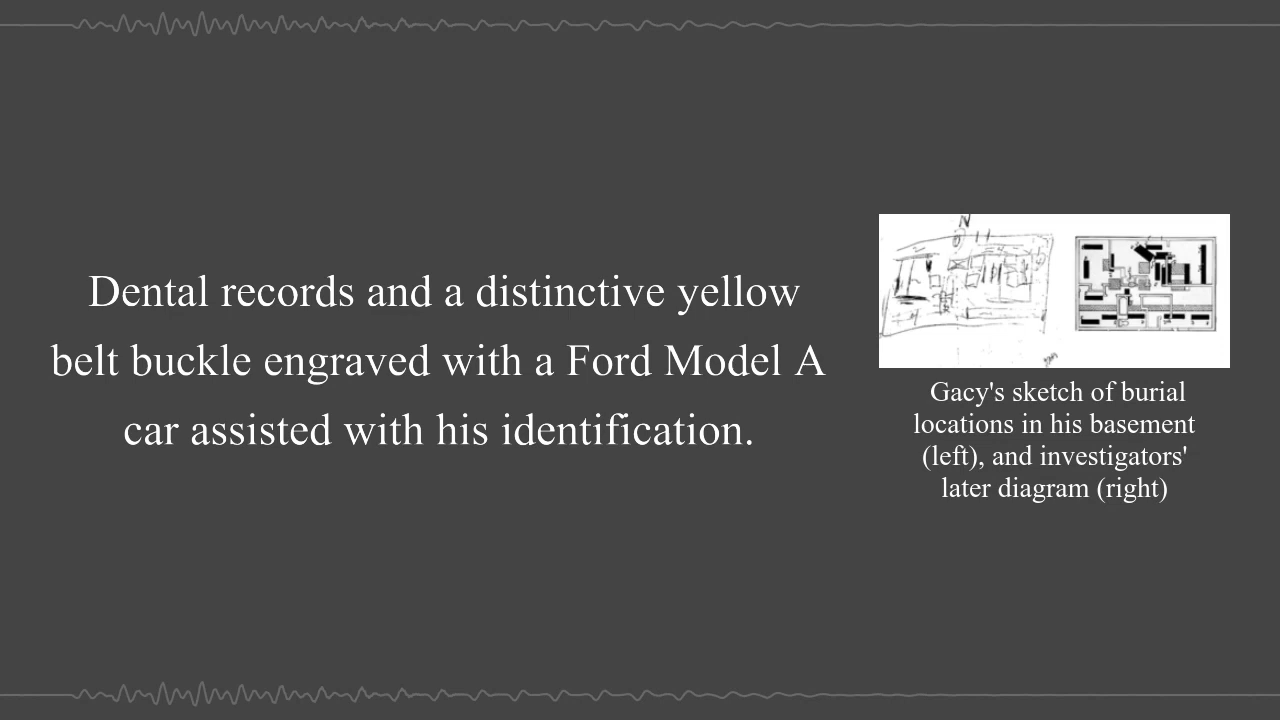 Dental records and a distinctive yellow
belt buckle engraved with a Ford Model A
car assisted with his identification.
N
Gacy's sketch of burial
locations in his basement
(left), and investigators'
later diagram (right)